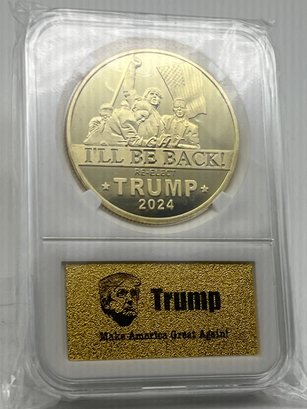 FIGHT
I'LL BE BACK!
RE-ELECT
TRUMP
2024
Trump
Make America Great Again!